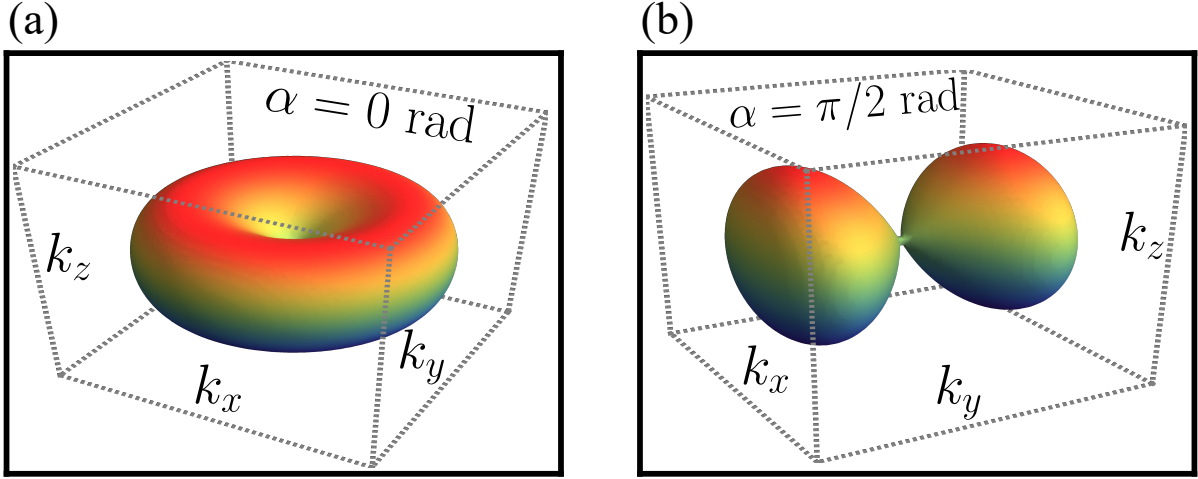 (a)
α = 0 rad
k_z
k_y
k_x
(b)
α = π/2 rad
k_z
k_x
k_y